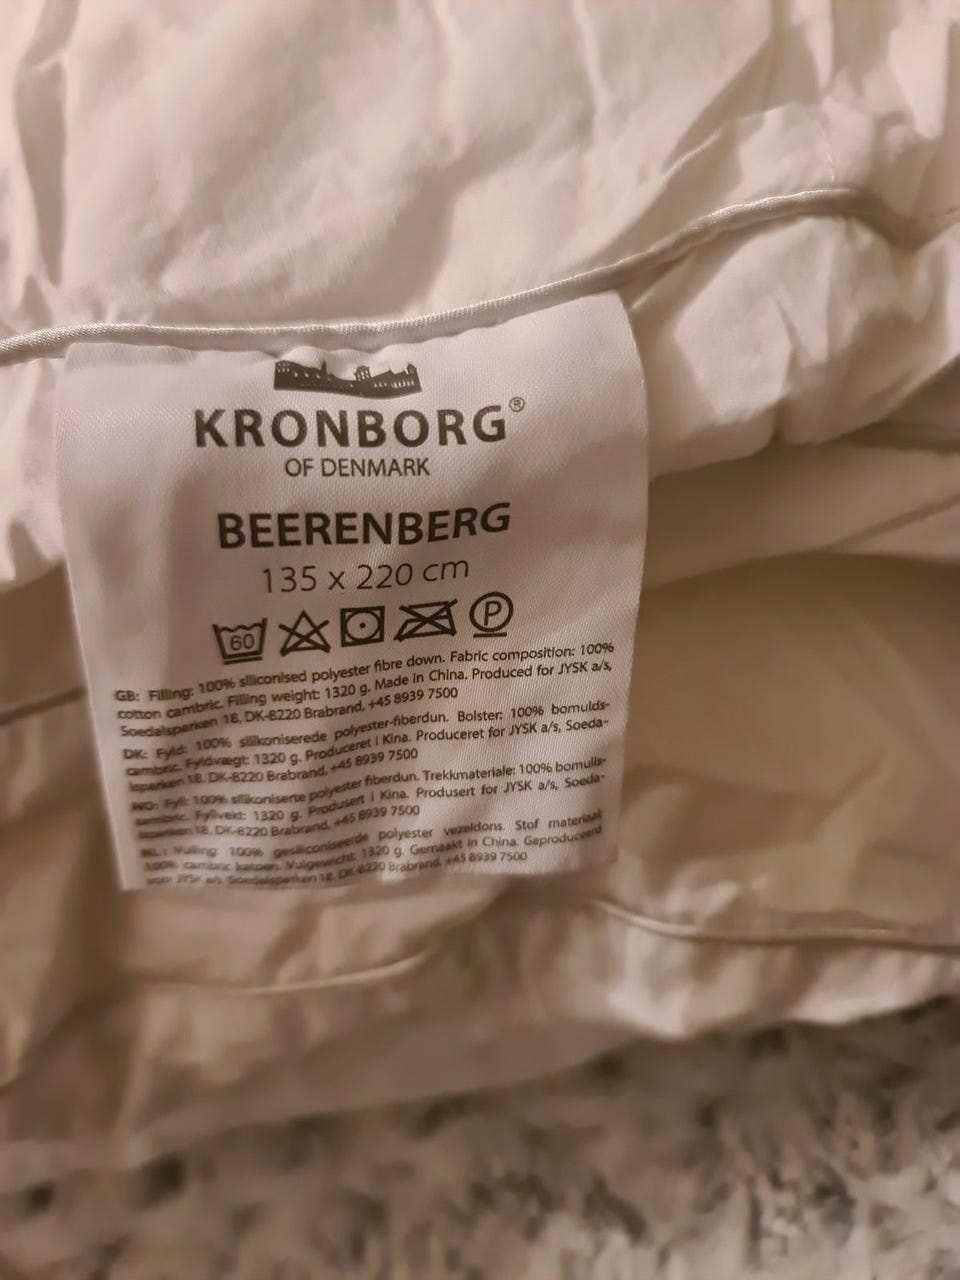 KRONBORG®
OF DENMARK
BEERENBERG
135 x 220 cm
60 P
GB: Filling: 100% siliconised polyester fibre down. Fabric composition: 100%
cotton cambric. Filling weight: 1320 g. Made in China. Produced for JYSK a/s,
Soedalsparken 18, DK-8220 Brabrand, +45 8939 7500
DK: Fyld: 100% silikoniserede polyester-fiberdun. Bolster: 100% bomulds-
cambric. Fyldvægt: 1320 g. Produceret i Kina. Produceret for JYSK a/s, Soeda-
lsparken 18, DK-8220 Brabrand, +45 8939 7500
NO: Fyll: 100% silikoniserte polyester fiberdun. Trekkmateriale: 100% bomulls-
cambric. Fyllvekt: 1320 g. Produsert i Kina. Produsert for JYSK a/s, Soeda-
lsparken 18, DK-8220 Brabrand, +45 8939 7500
NL: Vulling: 100% gesiliconiseerde polyester vezeldons. Stof materiaal:
100% cambric katoen. Vulgewicht: 1320 g. Gemaakt in China. Geproduceerd
voor JYSK a/s Soedalsparken 18, DK-8220 Brabrand, +45 8939 7500